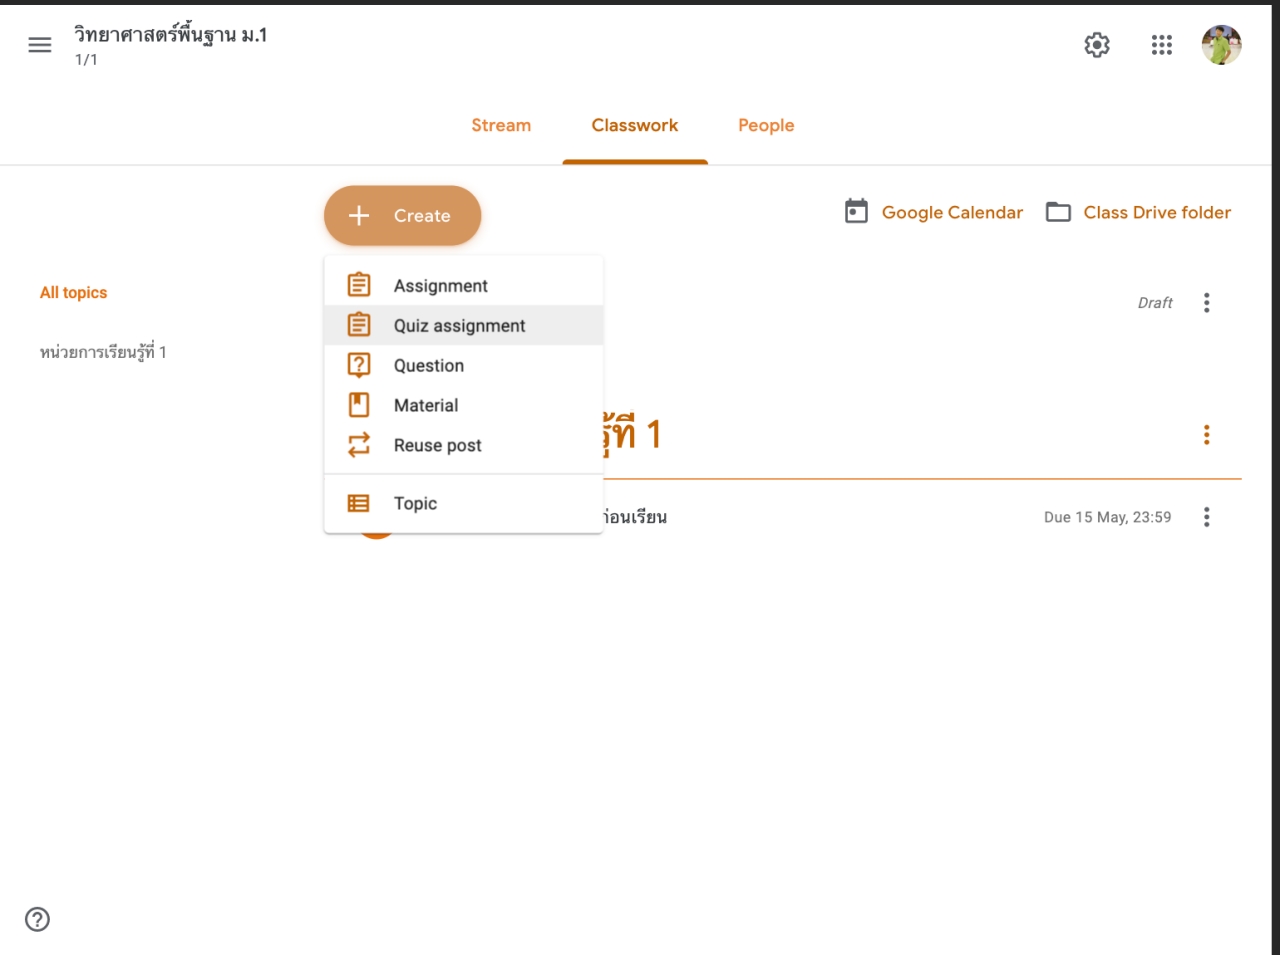 วิทยาศาสตร์พื้นฐาน ม.1
1/1
Stream
Classwork
People
Create
Google Calendar
Class Drive folder
Assignment
Quiz assignment
Question
Material
Reuse post
Topic
All topics
หน่วยการเรียนรู้ที่ 1
Draft
รู้ที่ 1
ก่อนเรียน
Due 15 May, 23:59